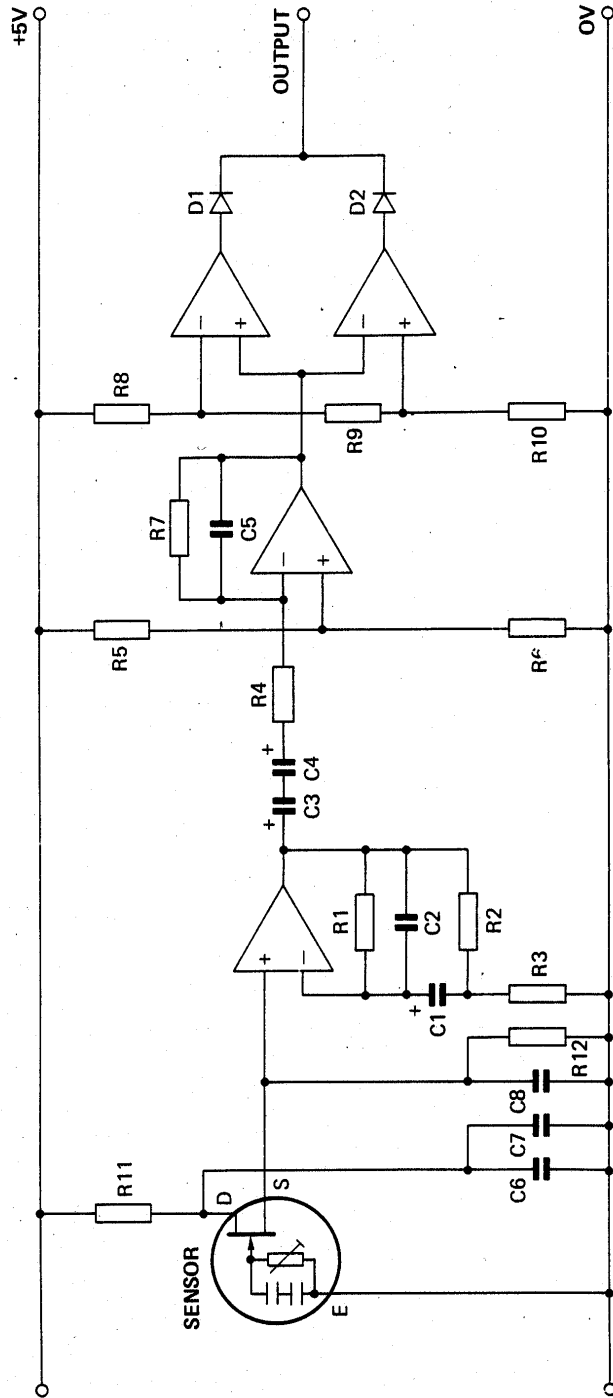 +5V
R11
R5
R8
R7
C5
D1
SENSOR
D
S
E
+
−
C3
+
C4
+
R4
−
+
R9
−
+
−
+
D2
OUTPUT
R1
C2
R2
C1
+
R3
R12
C8
C7
C6
R6
R10
0V